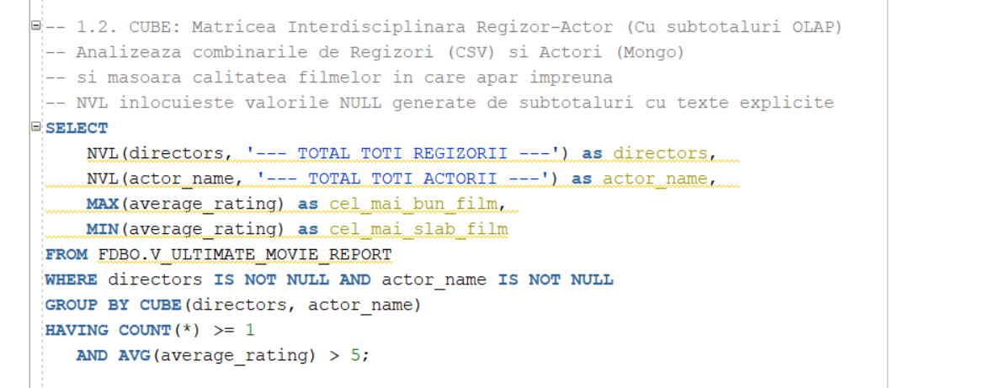 -- 1.2. CUBE: Matricea Interdisciplinara Regizor-Actor (Cu subtotaluri OLAP)
-- Analizeaza combinarile de Regizori (CSV) si Actori (Mongo)
-- si masoara calitatea filmelor in care apar impreuna
-- NVL inlocuieste valorile NULL generate de subtotaluri cu texte explicite
SELECT
    NVL(directors, '--- TOTAL TOTI REGIZORII ---') as directors,
    NVL(actor_name, '--- TOTAL TOTI ACTORII ---') as actor_name,
    MAX(average_rating) as cel_mai_bun_film,
    MIN(average_rating) as cel_mai_slab_film
FROM FDBO.V_ULTIMATE_MOVIE_REPORT
WHERE directors IS NOT NULL AND actor_name IS NOT NULL
GROUP BY CUBE(directors, actor_name)
HAVING COUNT(*) >= 1
   AND AVG(average_rating) > 5;